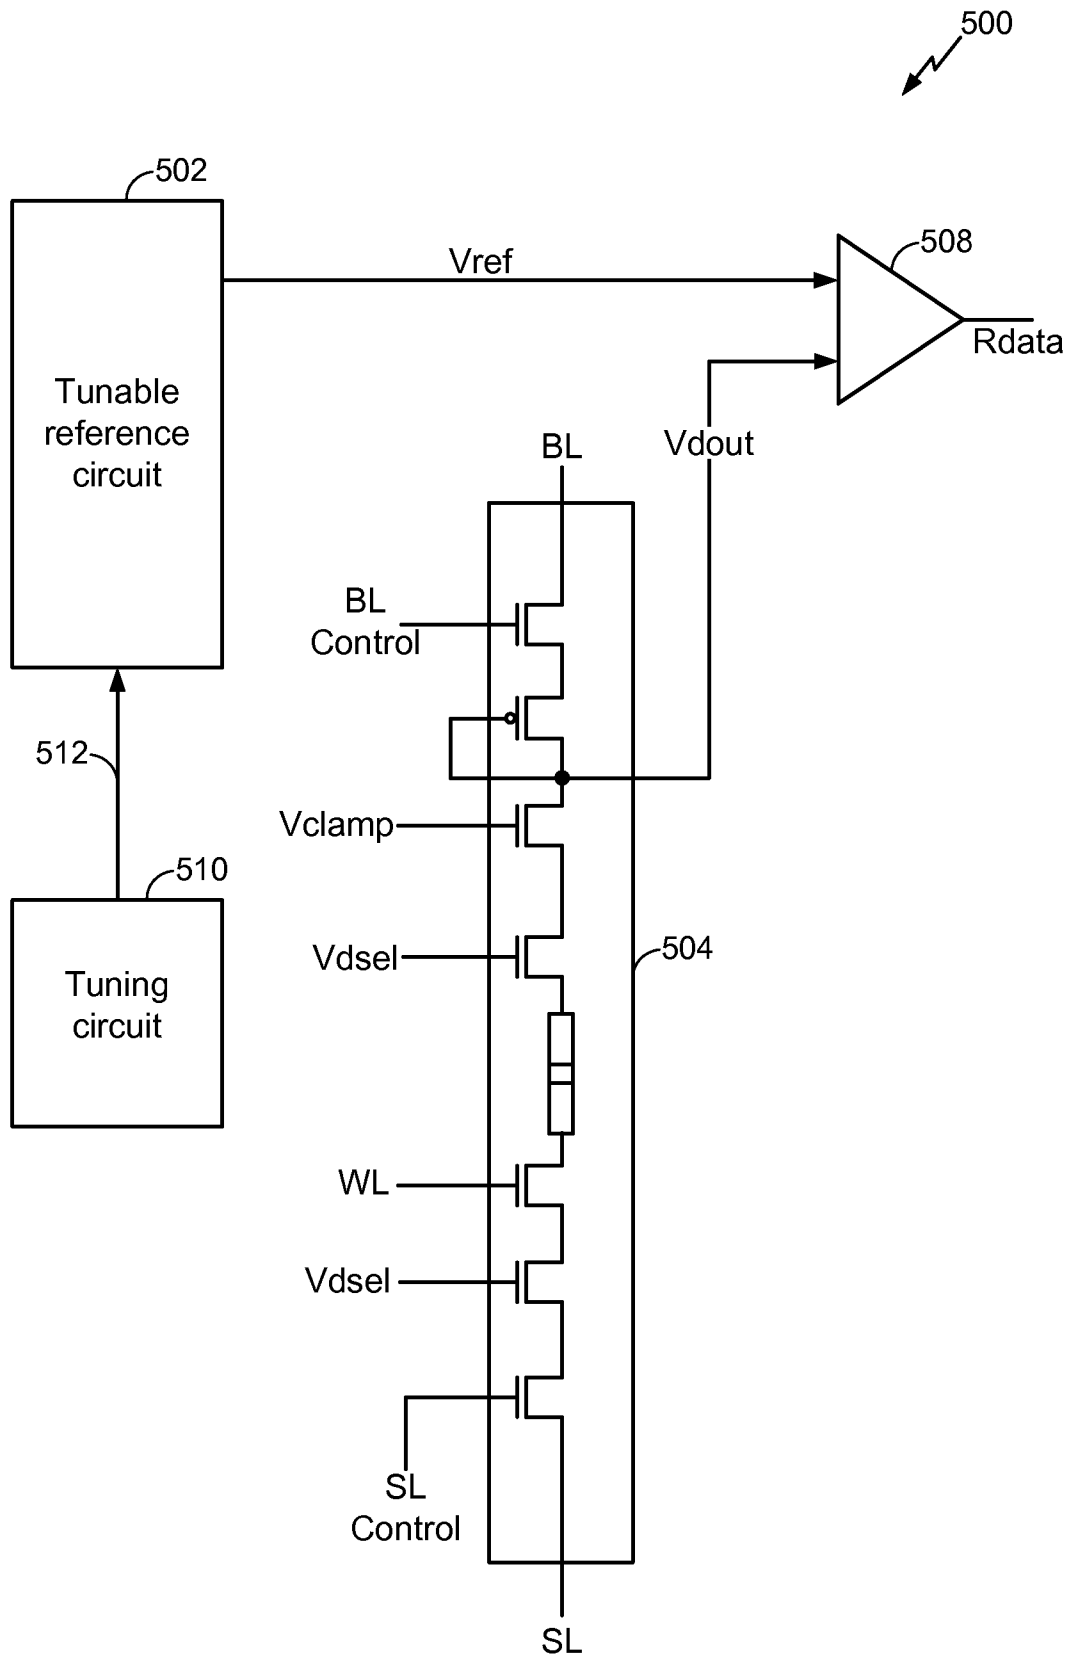 500
502
Vref
508
Rdata
Tunable
reference
circuit
Vdout
BL
BL
Control
512
Vclamp
510
Vdsel
504
Tuning
circuit
WL
Vdsel
SL
Control
SL